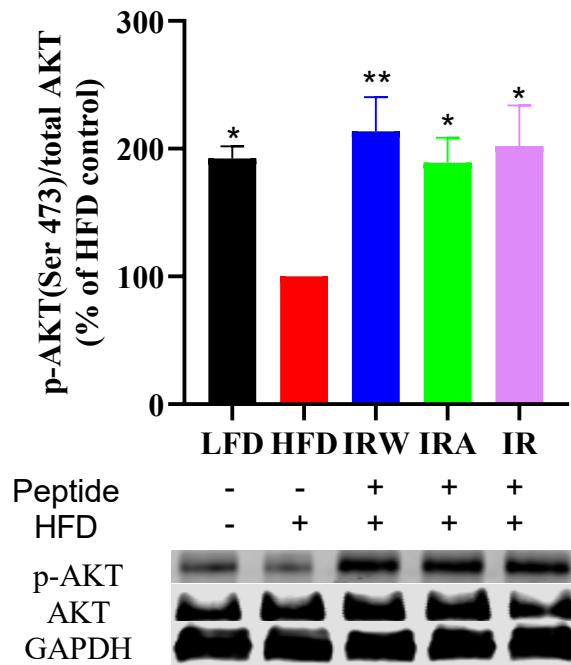 p-AKT(Ser 473)/total AKT
(% of HFD control)
300
200
100
0
* ** * *
LFD HFD IRW IRA IR
Peptide - - + + +
HFD - + + + +
p-AKT
AKT
GAPDH